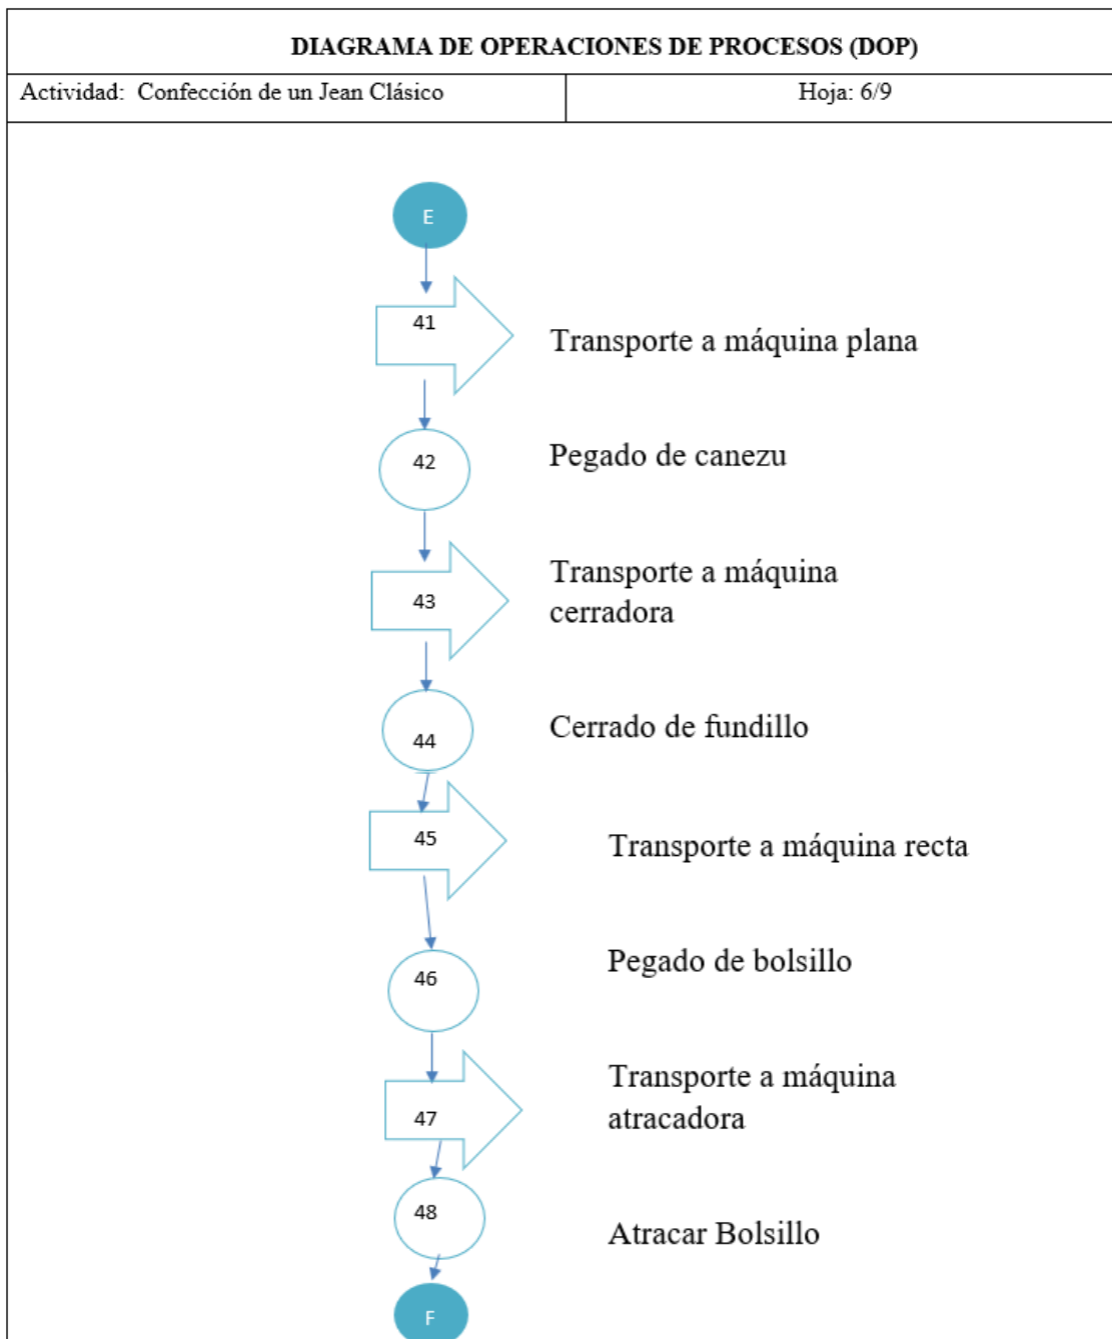 DIAGRAMA DE OPERACIONES DE PROCESOS (DOP)
Actividad: Confección de un Jean Clásico
Hoja: 6/9
E
41
Transporte a máquina plana
42
Pegado de canezu
43
Transporte a máquina
cerradora
44
Cerrado de fundillo
45
Transporte a máquina recta
46
Pegado de bolsillo
47
Transporte a máquina
atracadora
48
Atracar Bolsillo
F